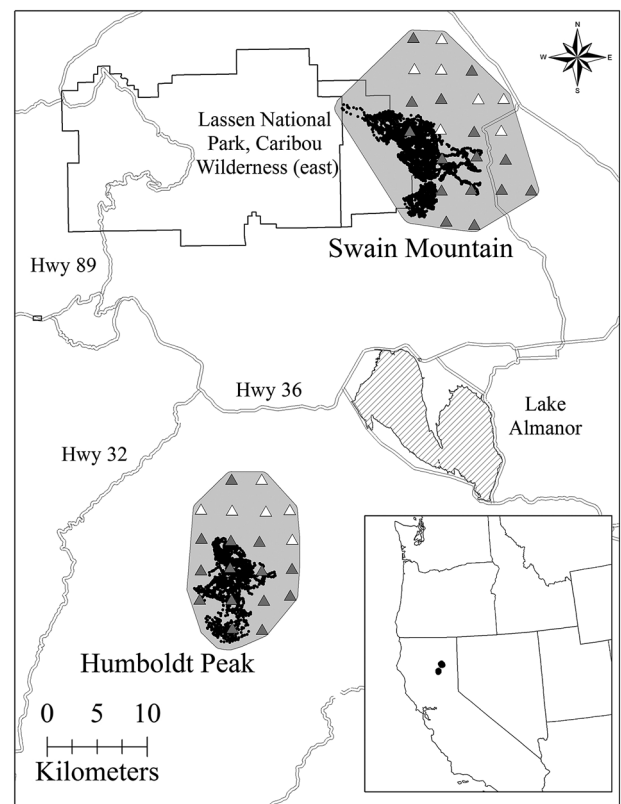 N
W
E
S
Lassen National
Park, Caribou
Wilderness (east)
Swain Mountain
Hwy 89
Hwy 36
Lake
Almanor
Hwy 32
Humboldt Peak
0 5 10
Kilometers